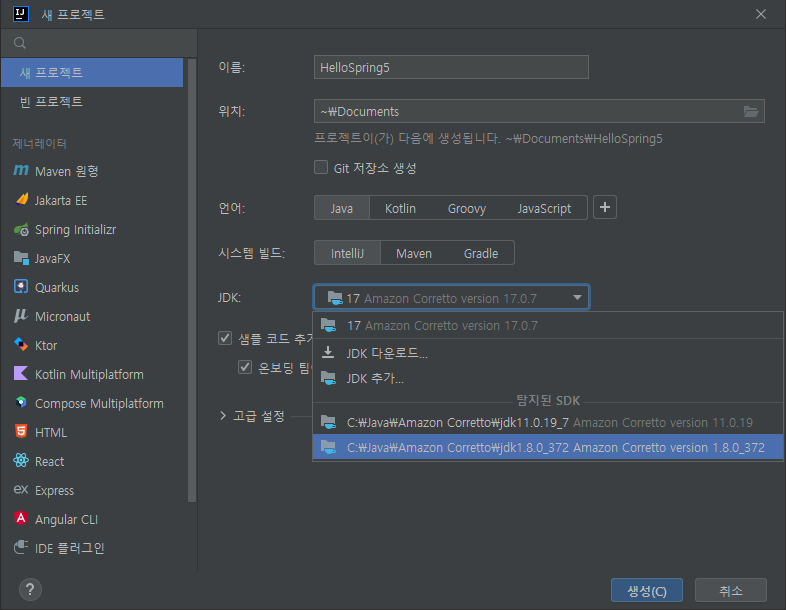 새 프로젝트
새 프로젝트
빈 프로젝트
제너레이터
Maven 원형
Jakarta EE
Spring Initializr
JavaFX
Quarkus
Micronaut
Ktor
Kotlin Multiplatform
Compose Multiplatform
HTML
React
Express
Angular CLI
IDE 플러그인
이름:
HelloSpring5
위치:
~₩Documents
프로젝트이(가) 다음에 생성됩니다. ~₩Documents₩HelloSpring5
Git 저장소 생성
언어:
Java Kotlin Groovy JavaScript +
시스템 빌드:
IntelliJ Maven Gradle
JDK:
17 Amazon Corretto version 17.0.7
17 Amazon Corretto version 17.0.7
JDK 다운로드...
JDK 추가...
탐지된 SDK
C:₩Java₩Amazon Corretto₩jdk11.0.19_7 Amazon Corretto version 11.0.19
C:₩Java₩Amazon Corretto₩jdk1.8.0_372 Amazon Corretto version 1.8.0_372
샘플 코드 추
온보딩
고급 설정
?
생성(C) 취소